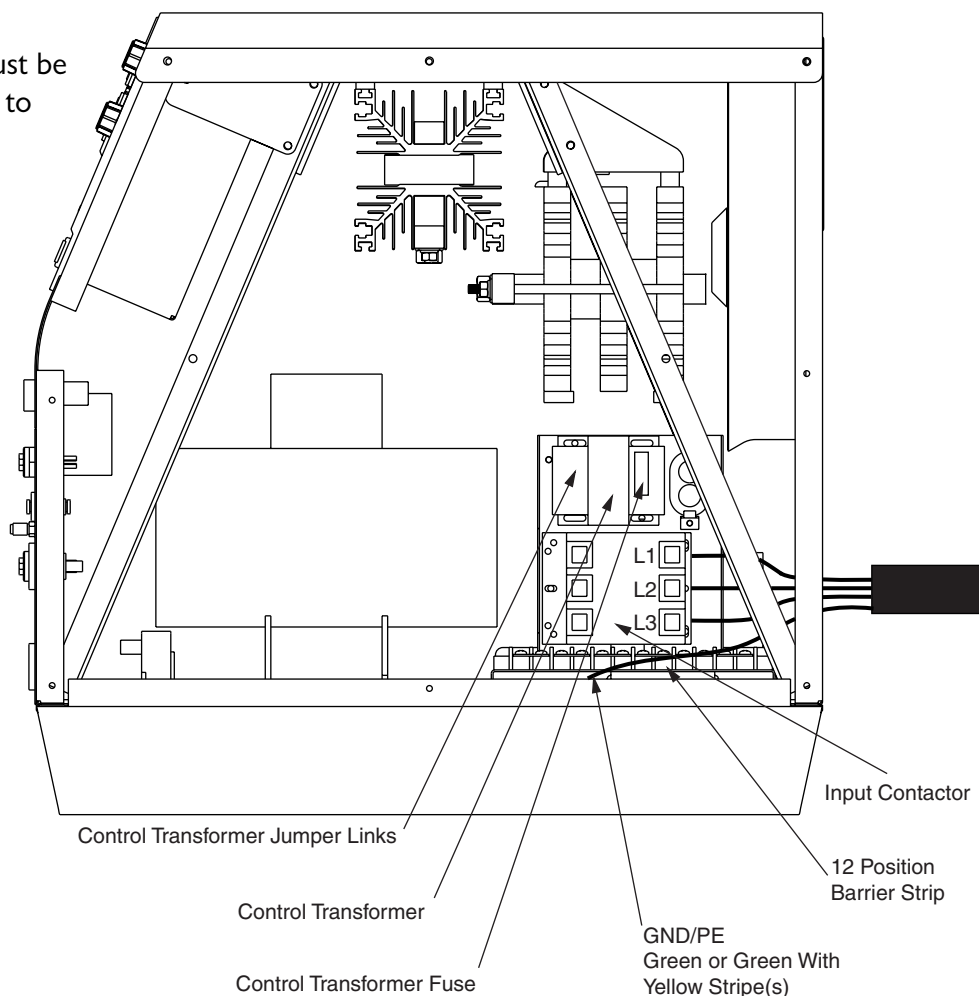 ust be
to
L1
L2
L3
Input Contactor
Control Transformer Jumper Links
12 Position
Barrier Strip
Control Transformer
GND/PE
Green or Green With
Yellow Stripe(s)
Control Transformer Fuse